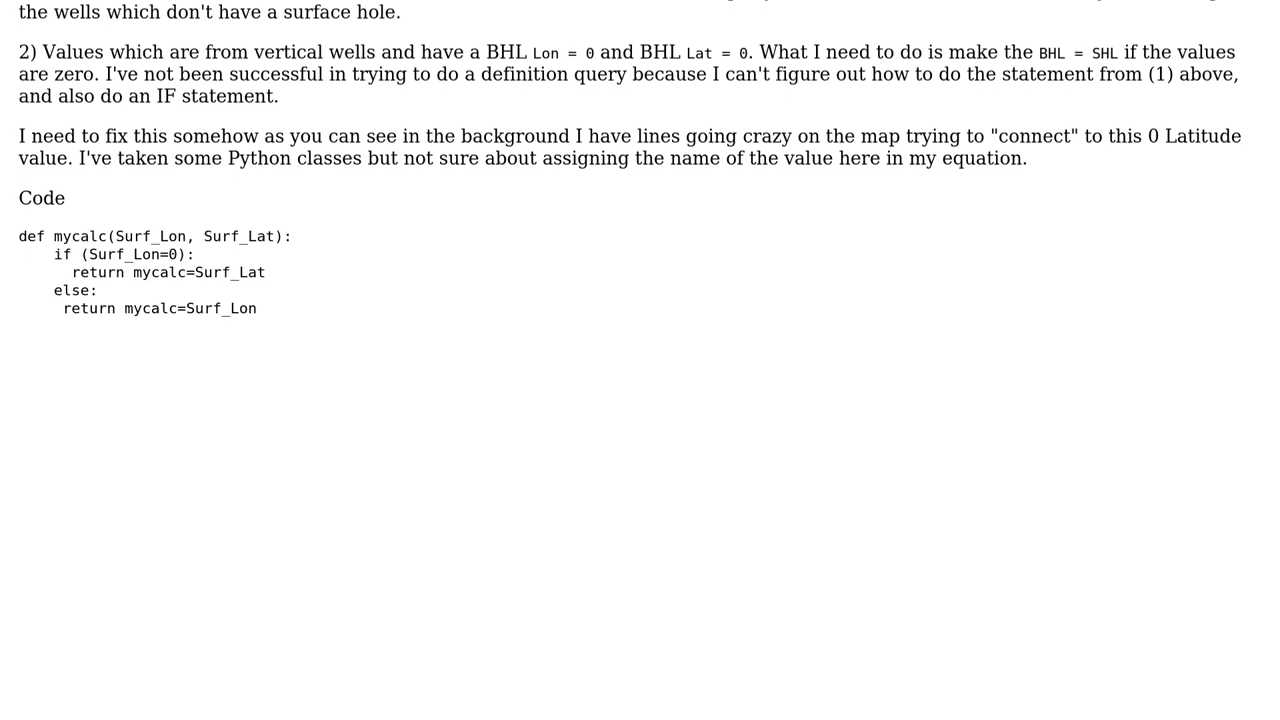 the wells which don't have a surface hole.
2) Values which are from vertical wells and have a BHL Lon = 0 and BHL Lat = 0. What I need to do is make the BHL = SHL if the values
are zero. I've not been successful in trying to do a definition query because I can't figure out how to do the statement from (1) above,
and also do an IF statement.
I need to fix this somehow as you can see in the background I have lines going crazy on the map trying to "connect" to this 0 Latitude
value. I've taken some Python classes but not sure about assigning the name of the value here in my equation.
Code
def mycalc(Surf_Lon, Surf_Lat):
    if (Surf_Lon=0):
      return mycalc=Surf_Lat
    else:
     return mycalc=Surf_Lon